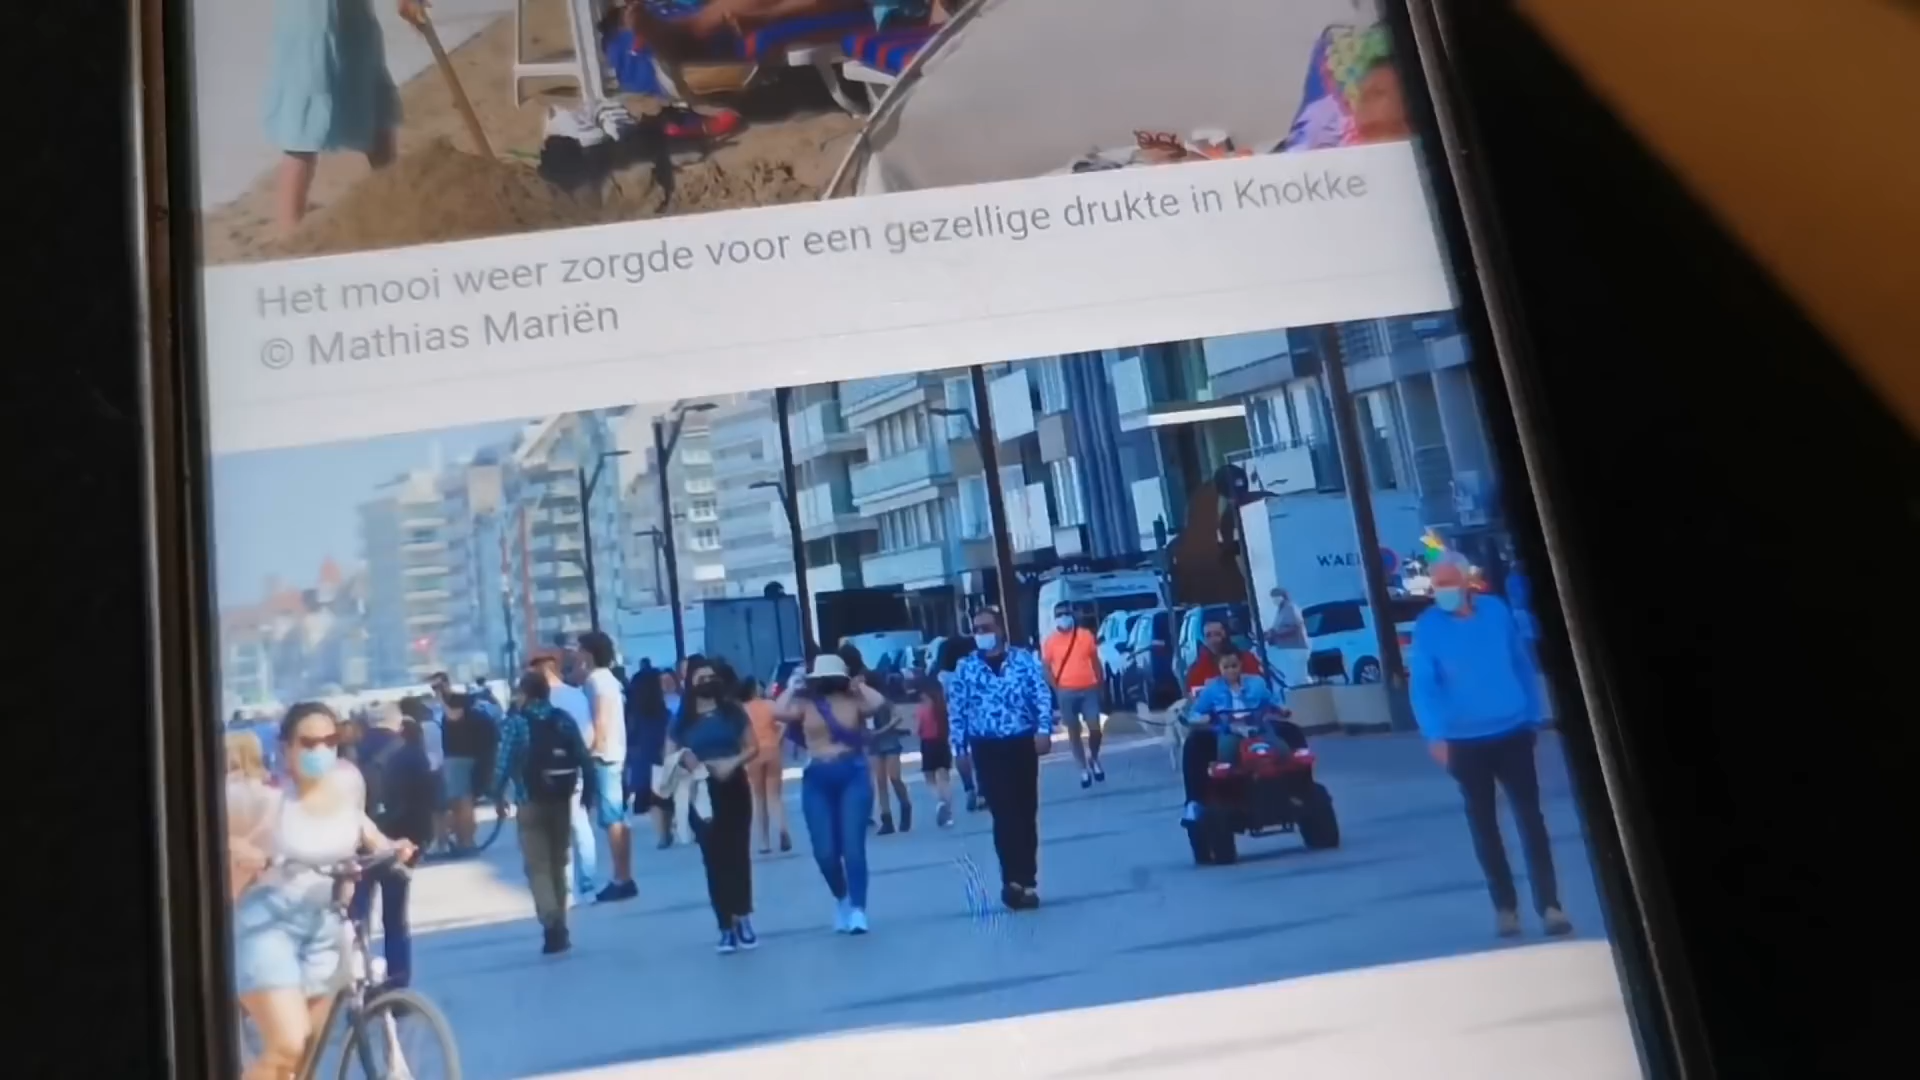 Het mooi weer zorgde voor een gezellige drukte in Knokke
© Mathias Mariën